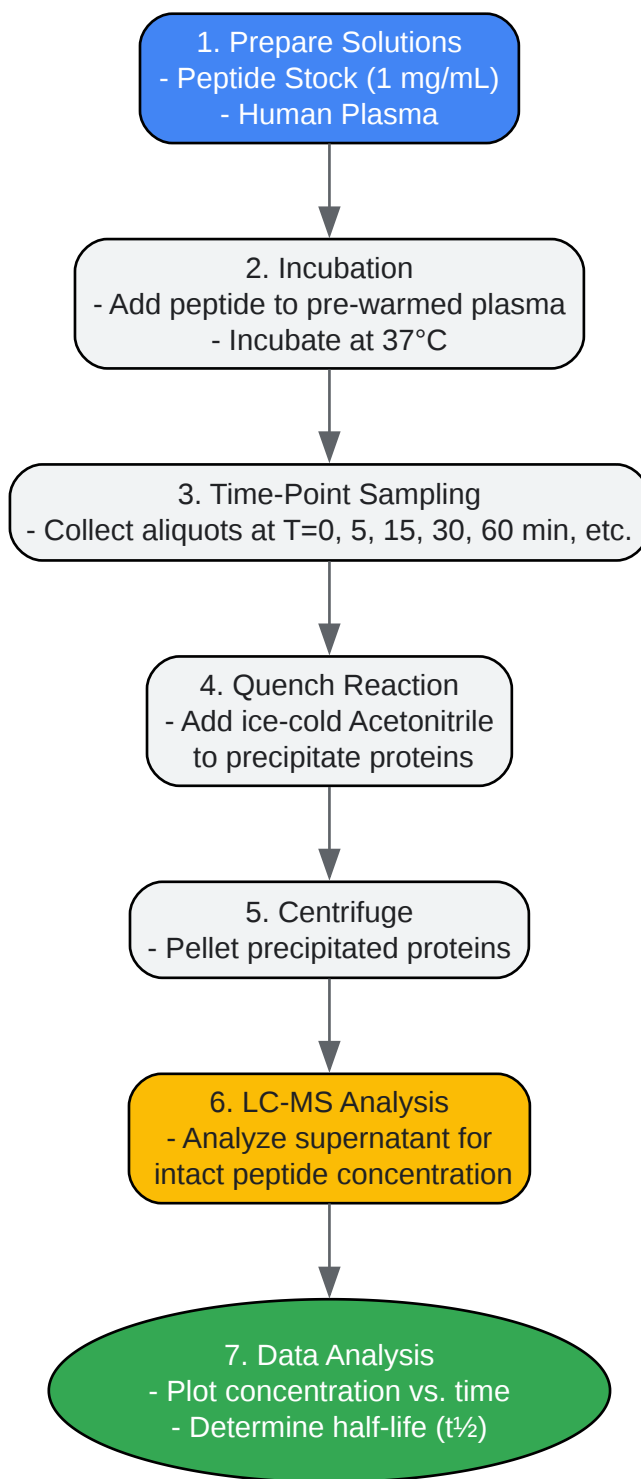 1. Prepare Solutions
- Peptide Stock (1 mg/mL)
- Human Plasma
2. Incubation
- Add peptide to pre-warmed plasma
- Incubate at 37°C
3. Time-Point Sampling
- Collect aliquots at T=0, 5, 15, 30, 60 min, etc.
4. Quench Reaction
- Add ice-cold Acetonitrile
to precipitate proteins
5. Centrifuge
- Pellet precipitated proteins
6. LC-MS Analysis
- Analyze supernatant for
intact peptide concentration
7. Data Analysis
- Plot concentration vs. time
- Determine half-life (t½)